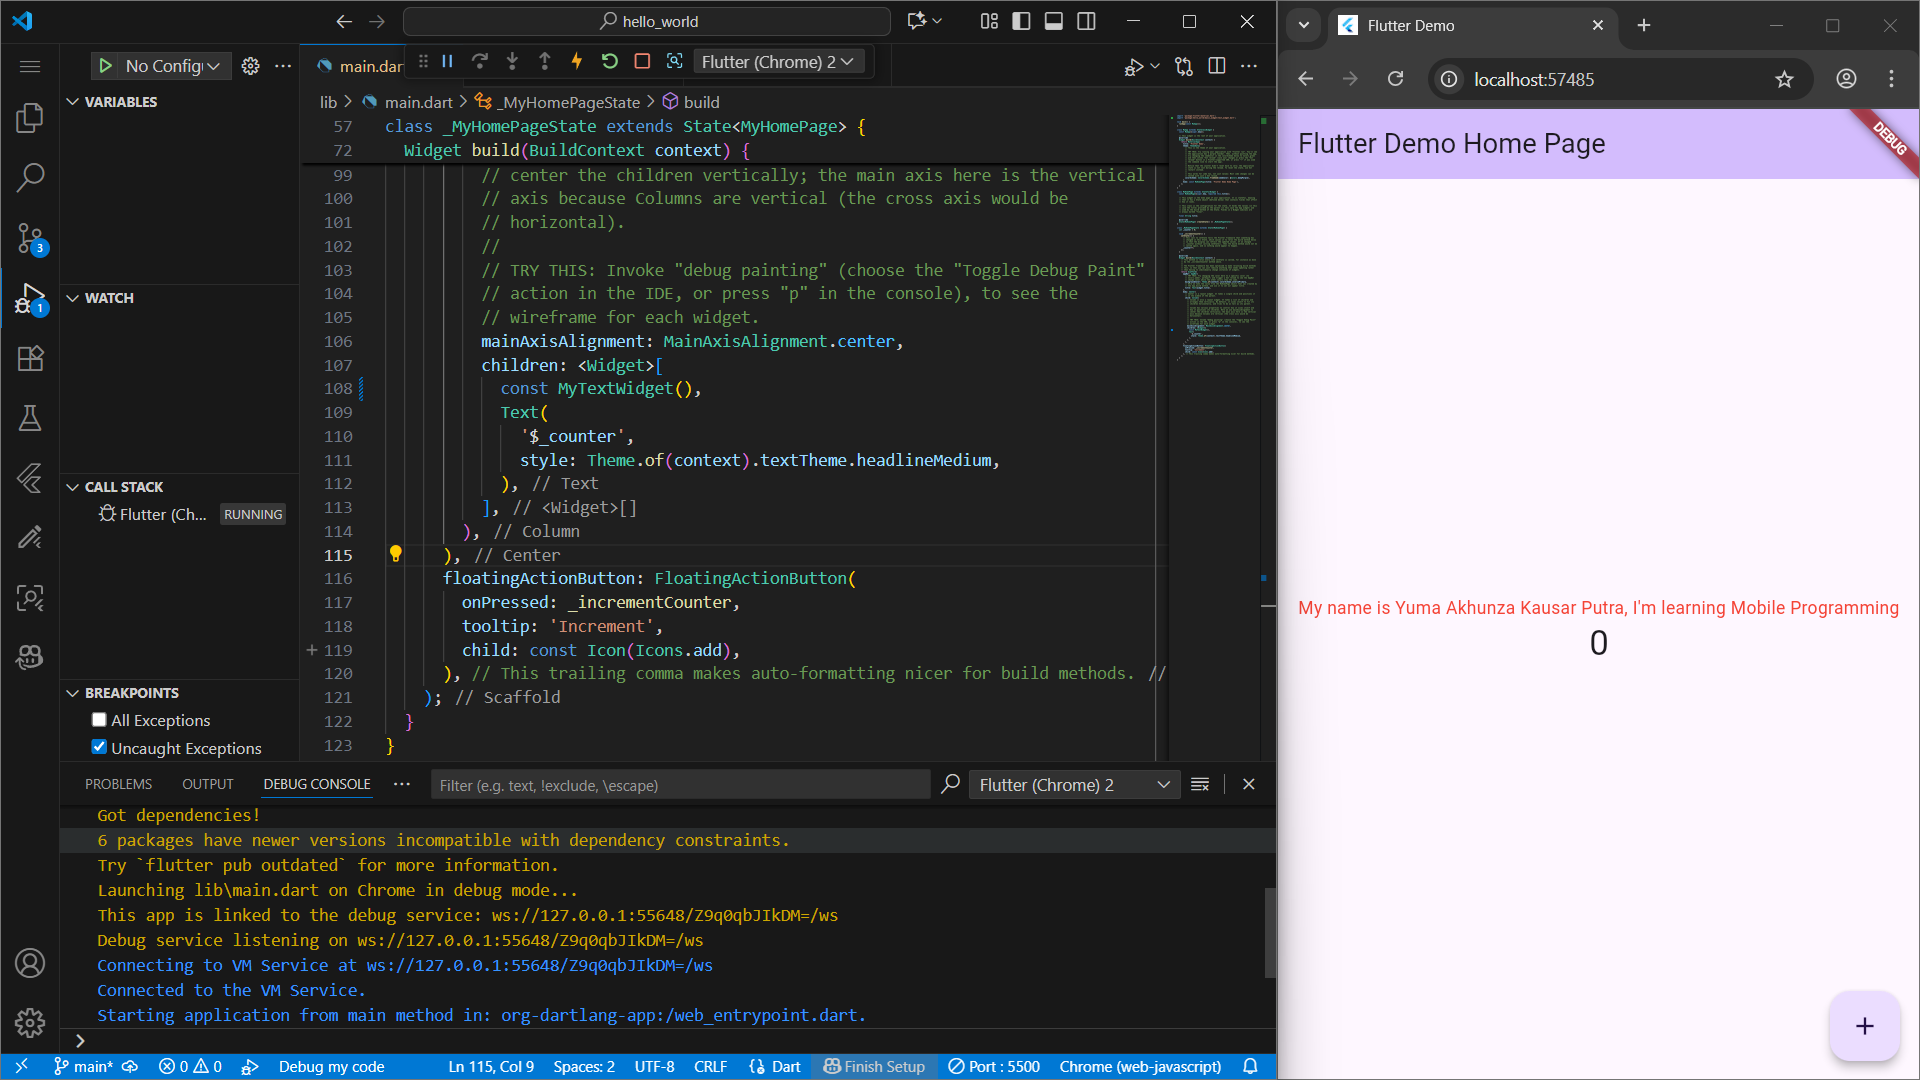 hello_world
No Config
main.dar
Flutter (Chrome) 2
lib > main.dart > _MyHomePageState > build
VARIABLES
WATCH
CALL STACK
Flutter (Ch... RUNNING
BREAKPOINTS
All Exceptions
Uncaught Exceptions
3
1
57 class _MyHomePageState extends State<MyHomePage> {
72 Widget build(BuildContext context) {
99 // center the children vertically; the main axis here is the vertical
100 // axis because Columns are vertical (the cross axis would be
101 // horizontal).
102 //
103 // TRY THIS: Invoke "debug painting" (choose the "Toggle Debug Paint"
104 // action in the IDE, or press "p" in the console), to see the
105 // wireframe for each widget.
106 mainAxisAlignment: MainAxisAlignment.center,
107 children: <Widget>[
108 const MyTextWidget(),
109 Text(
110 '$_counter',
111 style: Theme.of(context).textTheme.headlineMedium,
112 ), // Text
113 ], // <Widget>[]
114 ), // Column
115 ), // Center
116 floatingActionButton: FloatingActionButton(
117 onPressed: _incrementCounter,
118 tooltip: 'Increment',
119 child: const Icon(Icons.add),
120 ), // This trailing comma makes auto-formatting nicer for build methods. //
121 ); // Scaffold
122 }
123 }
PROBLEMS OUTPUT DEBUG CONSOLE ... Filter (e.g. text, !exclude, \escape) Flutter (Chrome) 2
Got dependencies!
6 packages have newer versions incompatible with dependency constraints.
Try `flutter pub outdated` for more information.
Launching lib\main.dart on Chrome in debug mode...
This app is linked to the debug service: ws://127.0.0.1:55648/Z9q0qbJIkDM=/ws
Debug service listening on ws://127.0.0.1:55648/Z9q0qbJIkDM=/ws
Connecting to VM Service at ws://127.0.0.1:55648/Z9q0qbJIkDM=/ws
Connected to the VM Service.
Starting application from main method in: org-dartlang-app:/web_entrypoint.dart.
main* 0 0 Debug my code Ln 115, Col 9 Spaces: 2 UTF-8 CRLF Dart Finish Setup Port : 5500 Chrome (web-javascript)
Flutter Demo
localhost:57485
Flutter Demo Home Page
DEBUG
My name is Yuma Akhunza Kausar Putra, I'm learning Mobile Programming
0
+